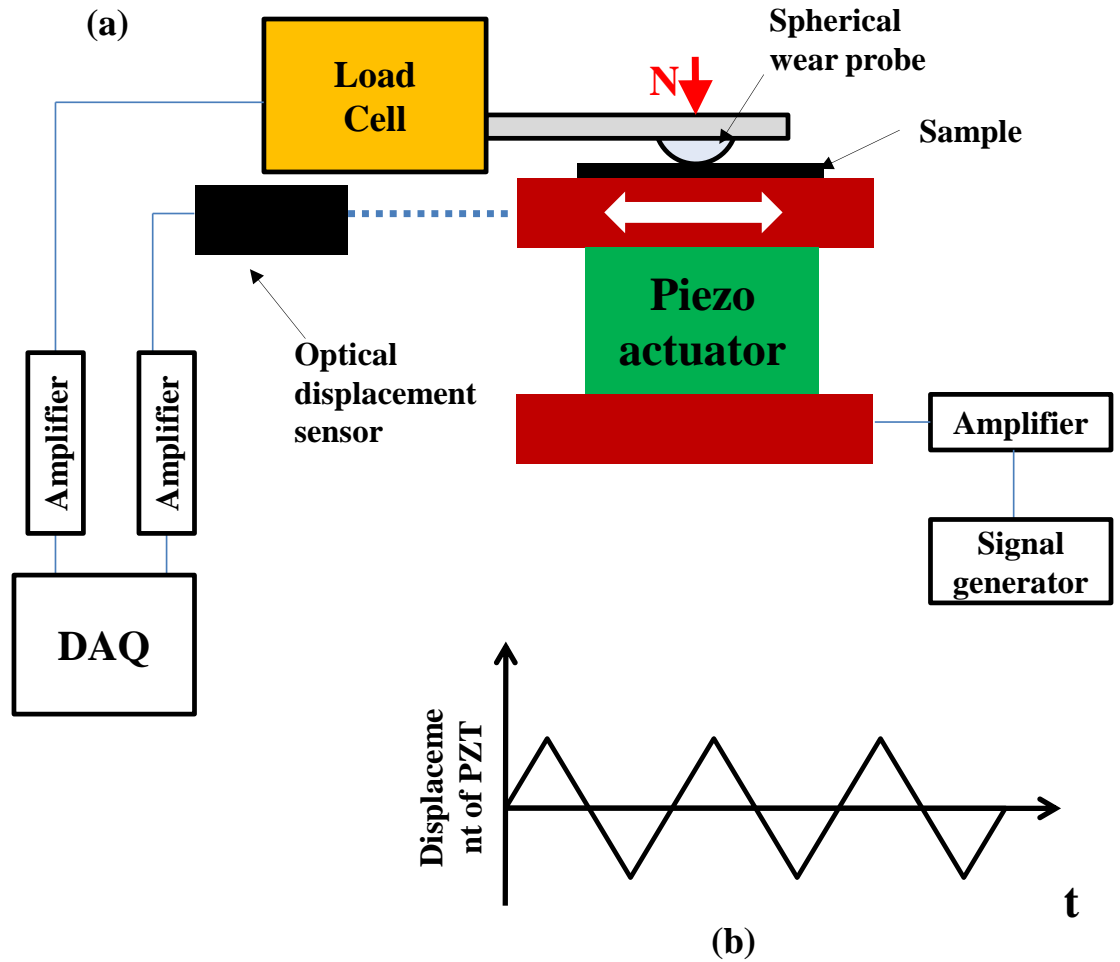 (a)
Load
Cell
N
Spherical
wear probe
Sample
Piezo
actuator
Optical
displacement
sensor
Amplifier
Amplifier
Amplifier
Signal
generator
DAQ
Displaceme
nt of PZT
t
(b)